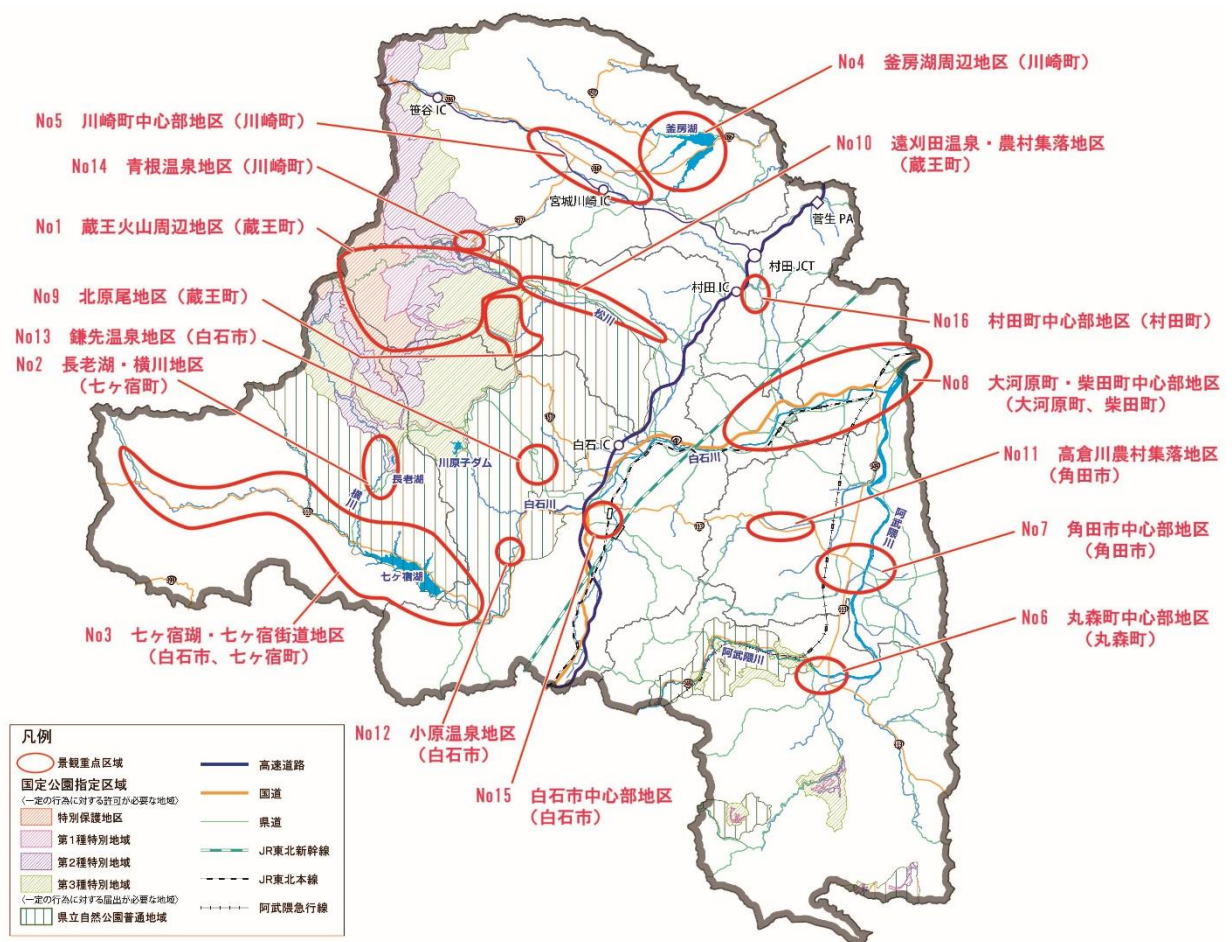 No4 釜房湖周辺地区（川崎町）
No5 川崎町中心部地区（川崎町）
No10 遠刈田温泉・農村集落地区
（蔵王町）
No14 青根温泉地区（川崎町）
No1 蔵王火山周辺地区（蔵王町）
No9 北原尾地区（蔵王町）
No13 鎌先温泉地区（白石市）
No2 長老湖・横川地区
（七ヶ宿町）
No16 村田町中心部地区（村田町）
No8 大河原町・柴田町中心部地区
（大河原町、柴田町）
No11 高倉川農村集落地区
（角田市）
No7 角田市中心部地区
（角田市）
No6 丸森町中心部地区
（丸森町）
No3 七ヶ宿瑚・七ヶ宿街道地区
（白石市、七ヶ宿町）
No12 小原温泉地区
（白石市）
No15 白石市中心部地区
（白石市）
笹谷 IC
釜房湖
宮城川崎 IC
菅生 PA
村田 JCT
村田 IC
松川
白石 IC
白石川
川原子ダム
長老湖
横川
白石川
七ヶ宿湖
阿武隈川
阿武隈川
凡例
景観重点区域
国定公園指定区域
〈一定の行為に対する許可が必要な地域〉
特別保護地区
第1種特別地域
第2種特別地域
第3種特別地域
〈一定の行為に対する届出が必要な地域〉
県立自然公園普通地域
高速道路
国道
県道
JR東北新幹線
JR東北本線
阿武隈急行線